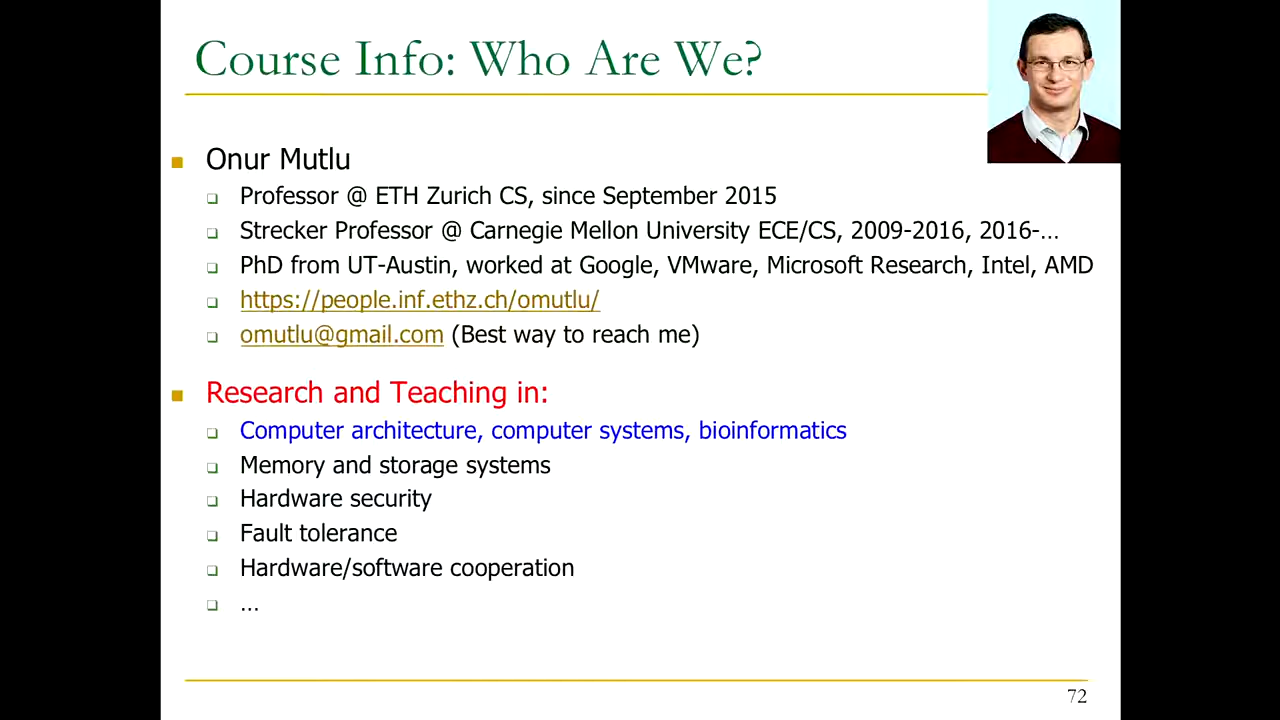 Course Info: Who Are We?
Onur Mutlu
Professor @ ETH Zurich CS, since September 2015
Strecker Professor @ Carnegie Mellon University ECE/CS, 2009-2016, 2016-…
PhD from UT-Austin, worked at Google, VMware, Microsoft Research, Intel, AMD
https://people.inf.ethz.ch/omutlu/
omutlu@gmail.com (Best way to reach me)
Research and Teaching in:
Computer architecture, computer systems, bioinformatics
Memory and storage systems
Hardware security
Fault tolerance
Hardware/software cooperation
…
72